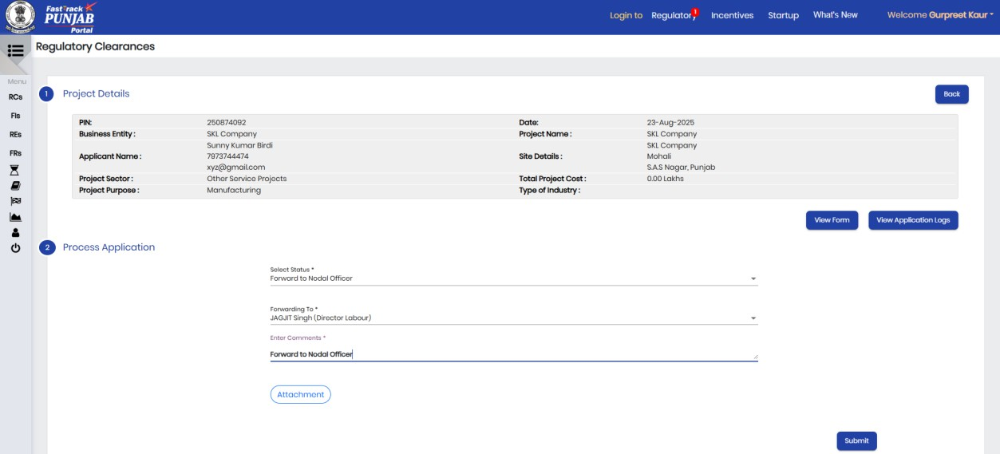 FastTrack
PUNJAB
Portal
Login to Regulatory 1 Incentives Startup What's New Welcome Gurpreet Kaur
Regulatory Clearances
Menu
RCs
FIs
REs
FRs
1 Project Details
Back
PIN: 250874092 Date: 23-Aug-2025
Business Entity : SKL Company Project Name : SKL Company
Applicant Name : Sunny Kumar Birdi
7973744474
xyz@gmail.com
Site Details : SKL Company
Mohali
S.A.S Nagar, Punjab
Project Sector : Other Service Projects Total Project Cost : 0.00 Lakhs
Project Purpose : Manufacturing Type of Industry :
View Form View Application Logs
2 Process Application
Select Status *
Forward to Nodal Officer
Forwarding To *
JAGJIT Singh (Director Labour)
Enter Comments *
Forward to Nodal Officer
Attachment
Submit